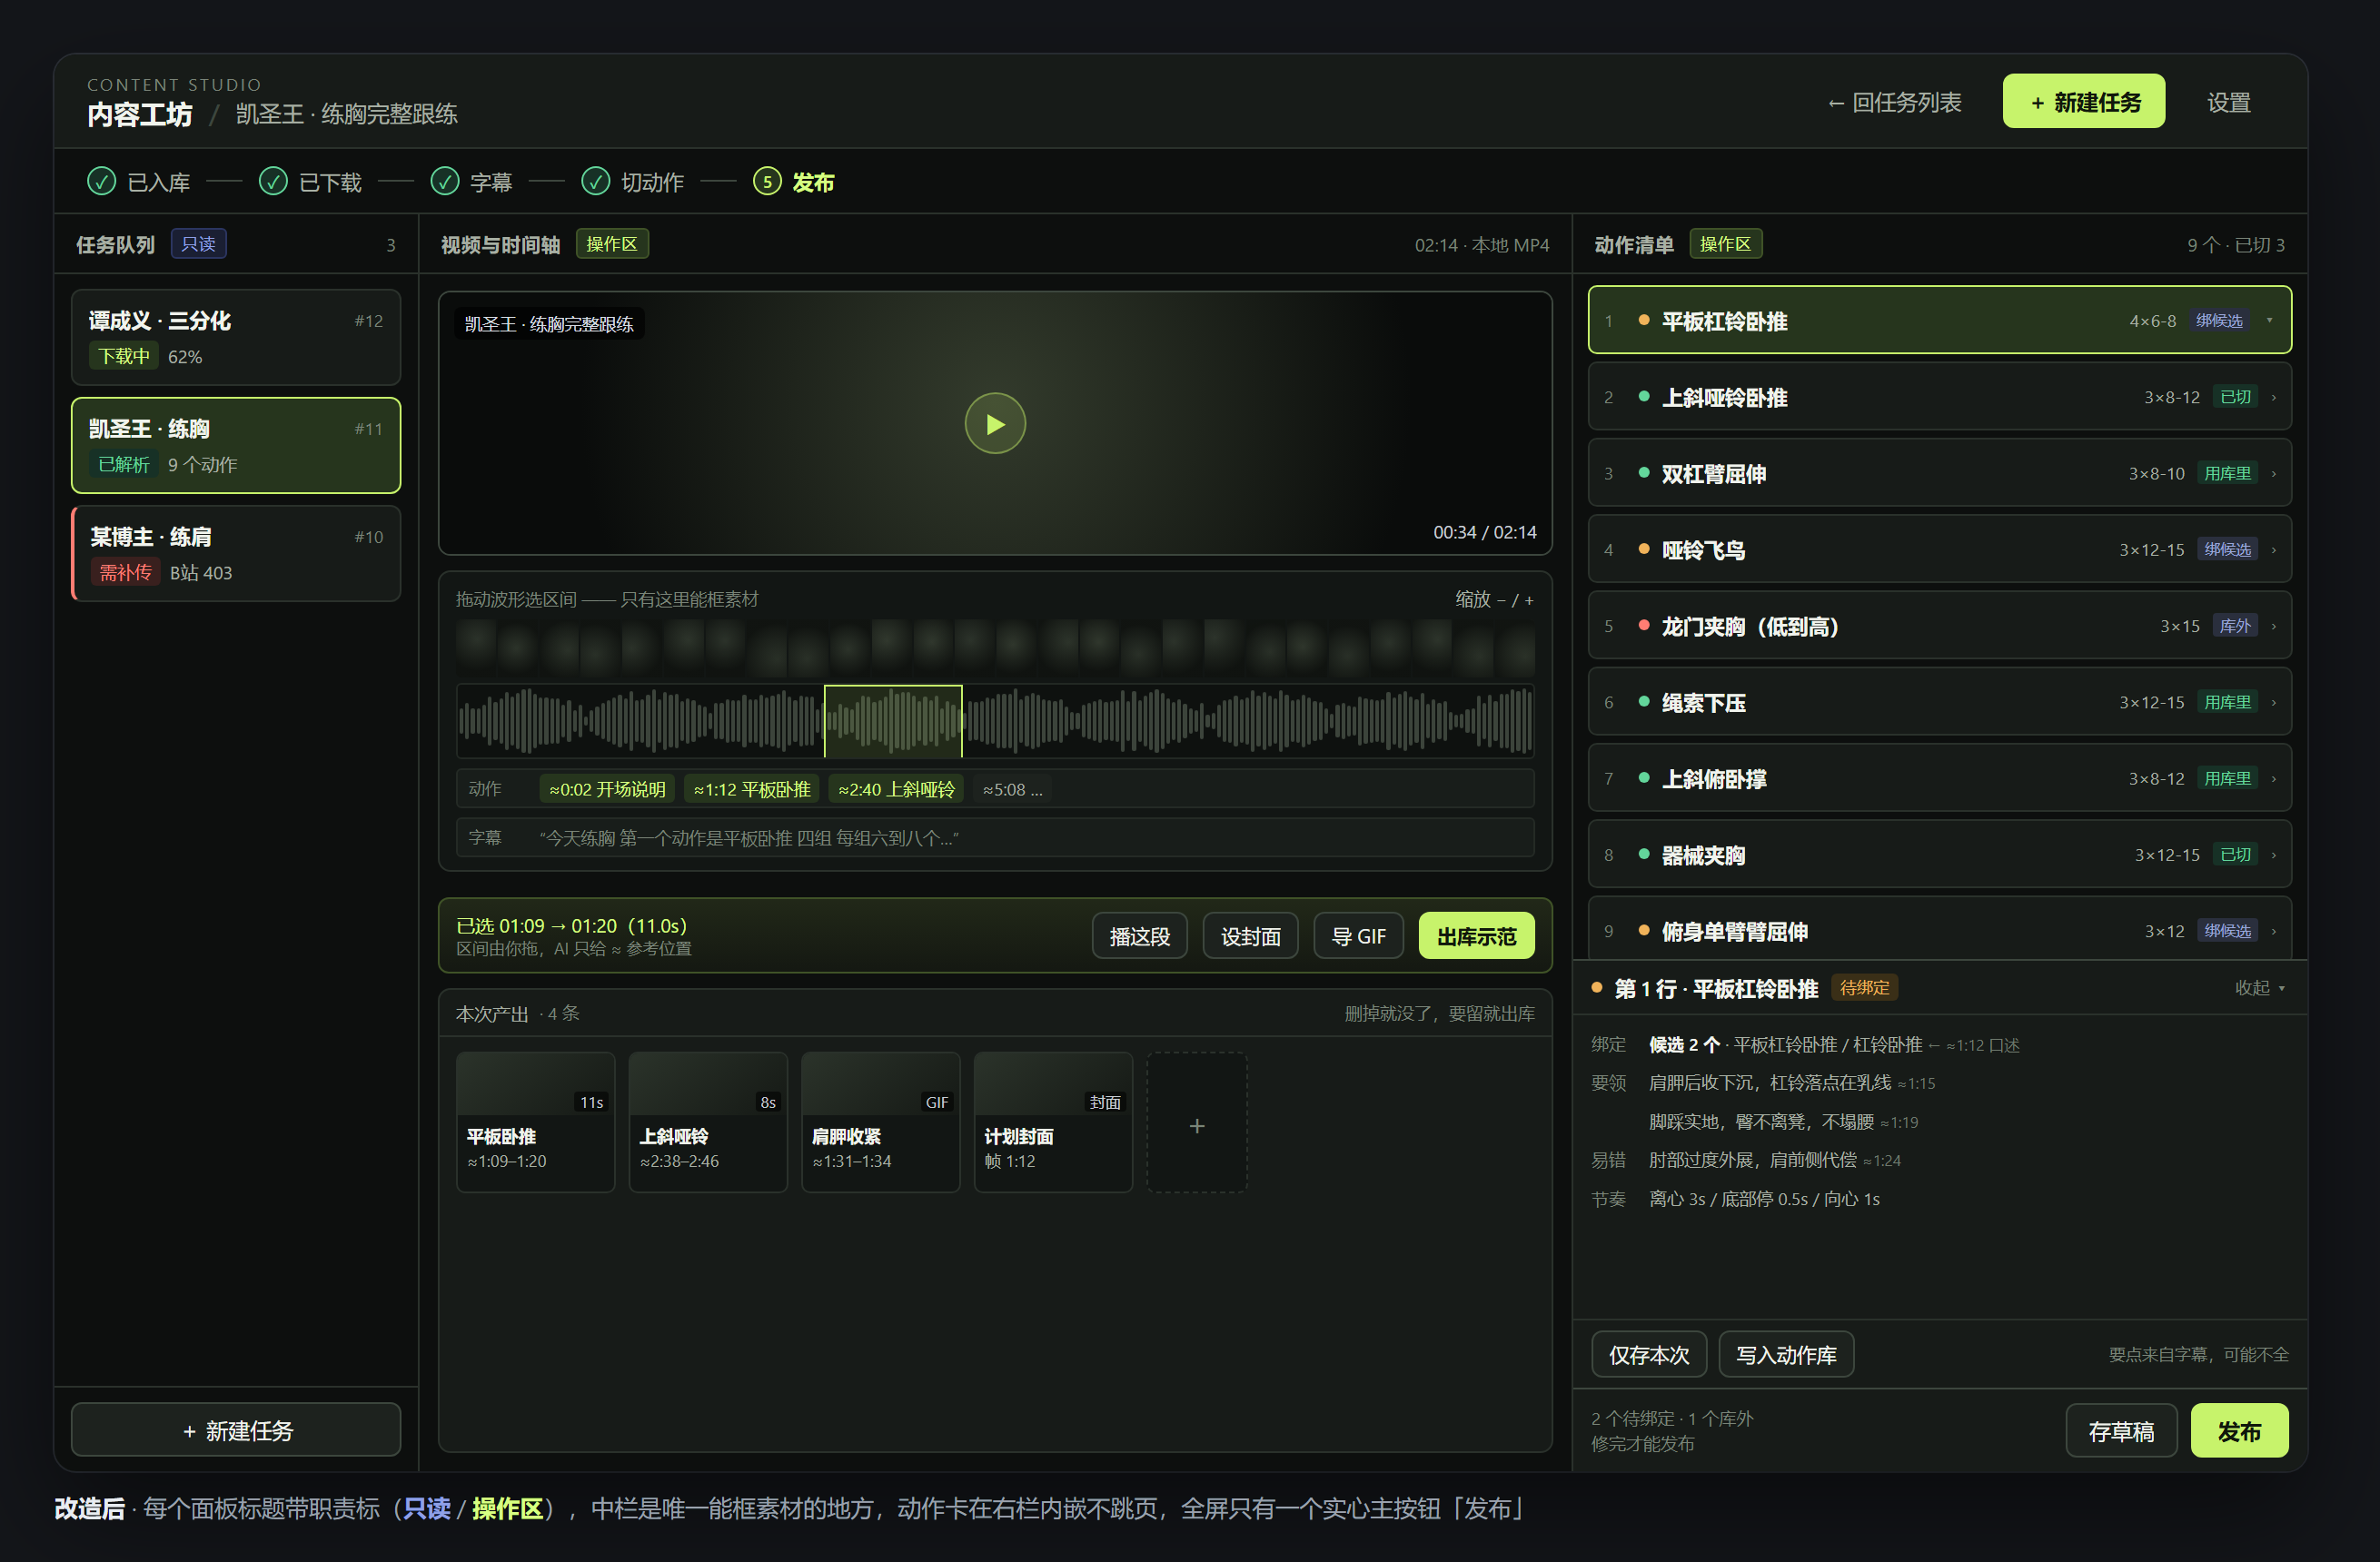 CONTENT STUDIO
内容工坊 / 凯圣王 · 练胸完整跟练
← 回任务列表
+ 新建任务
设置
✓ 已入库
✓ 已下载
✓ 字幕
✓ 切动作
5 发布
任务队列 只读 3
谭成义 · 三分化 #12
下载中 62%
凯圣王 · 练胸 #11
已解析 9 个动作
某博主 · 练肩 #10
需补传 B站 403
+ 新建任务
视频与时间轴 操作区 02:14 · 本地 MP4
凯圣王 · 练胸完整跟练
00:34 / 02:14
拖动波形选区间 —— 只有这里能框素材 缩放 − / +
动作 ≈0:02 开场说明 ≈1:12 平板卧推 ≈2:40 上斜哑铃 ≈5:08 ...
字幕 “今天练胸 第一个动作是平板卧推 四组 每组六到八个...”
已选 01:09 → 01:20（11.0s）
区间由你拖，AI 只给 ≈ 参考位置
播这段 设封面 导 GIF 出库示范
本次产出 · 4 条 删掉就没了，要留就出库
11s
平板卧推
≈1:09–1:20
8s
上斜哑铃
≈2:38–2:46
GIF
肩胛收紧
≈1:31–1:34
封面
计划封面
帧 1:12
+
动作清单 操作区 9 个 · 已切 3
1 平板杠铃卧推 4×6-8 绑候选 ▾
2 上斜哑铃卧推 3×8-12 已切 ›
3 双杠臂屈伸 3×8-10 用库里 ›
4 哑铃飞鸟 3×12-15 绑候选 ›
5 龙门夹胸（低到高） 3×15 库外 ›
6 绳索下压 3×12-15 用库里 ›
7 上斜俯卧撑 3×8-12 用库里 ›
8 器械夹胸 3×12-15 已切 ›
9 俯身单臂臂屈伸 3×12 绑候选 ›
第 1 行 · 平板杠铃卧推 待绑定 收起 ▾
绑定 候选 2 个 · 平板杠铃卧推 / 杠铃卧推 ← ≈1:12 口述
要领 肩胛后收下沉，杠铃落点在乳线 ≈1:15
脚踩实地，臀不离凳，不塌腰 ≈1:19
易错 肘部过度外展，肩前侧代偿 ≈1:24
节奏 离心 3s / 底部停 0.5s / 向心 1s
仅存本次 写入动作库 要点来自字幕，可能不全
2 个待绑定 · 1 个库外
修完才能发布
存草稿 发布
改造后 · 每个面板标题带职责标（只读 / 操作区），中栏是唯一能框素材的地方，动作卡在右栏内嵌不跳页，全屏只有一个实心主按钮「发布」